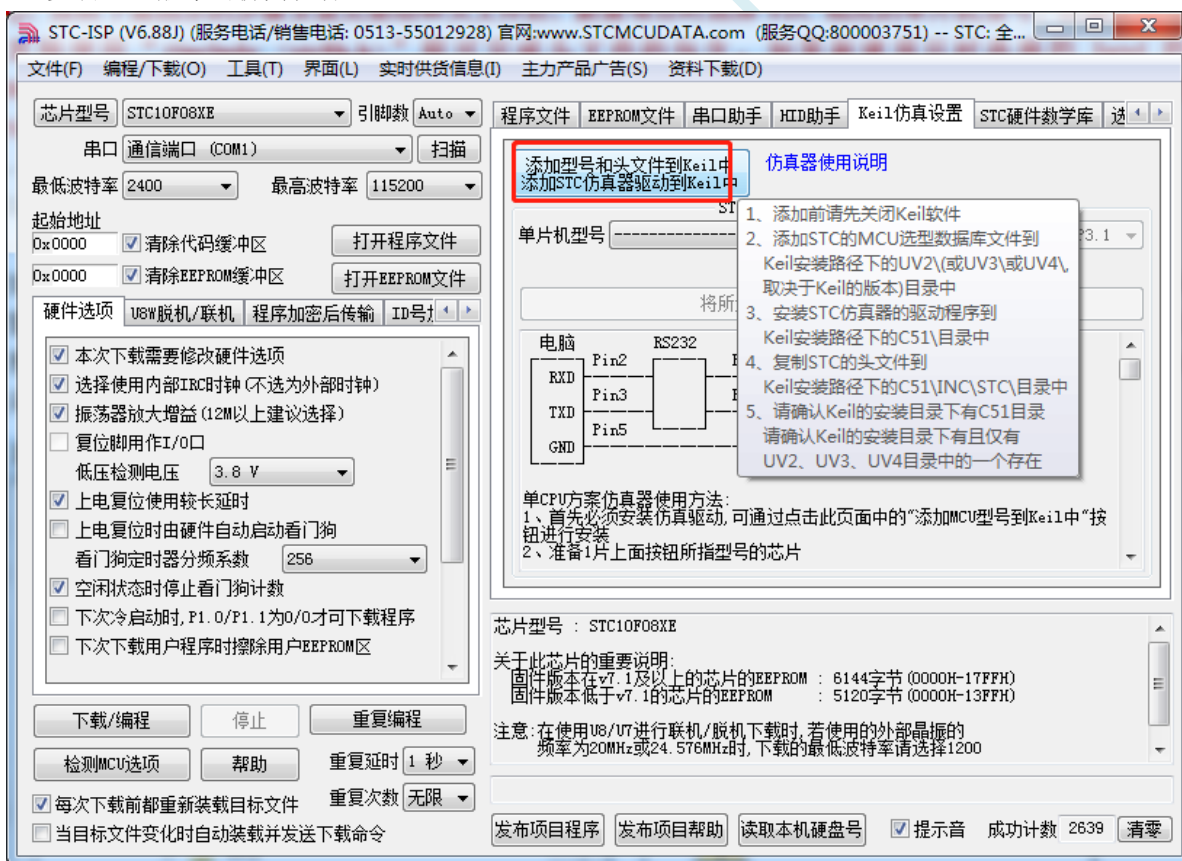 STC-ISP (V6.88J) (服务电话/销售电话: 0513-55012928) 官网:www.STCMCUDATA.com (服务QQ:800003751) -- STC: 全...
文件(F) 编程/下载(O) 工具(T) 界面(L) 实时供货信息(I) 主力产品广告(S) 资料下载(D)
芯片型号 STC10F08XE 引脚数 Auto
串口 通信端口 (COM1) 扫描
最低波特率 2400 最高波特率 115200
起始地址
0x0000 清除代码缓冲区 打开程序文件
0x0000 清除EEPROM缓冲区 打开EEPROM文件
硬件选项 U8W脱机/联机 程序加密后传输 ID号
本次下载需要修改硬件选项
选择使用内部IRC时钟(不选为外部时钟)
振荡器放大增益(12M以上建议选择)
复位脚用作I/O口
低压检测电压 3.8 V
上电复位使用较长延时
上电复位时由硬件自动启动看门狗
看门狗定时器分频系数 256
空闲状态时停止看门狗计数
下次冷启动时,P1.0/P1.1为0/0才可下载程序
下次下载用户程序时擦除用户EEPROM区
下载/编程 停止 重复编程
检测MCU选项 帮助 重复延时 1 秒
每次下载前都重新装载目标文件 重复次数 无限
当目标文件变化时自动装载并发送下载命令
程序文件 EEPROM文件 串口助手 HID助手 Keil仿真设置 STC硬件数学库
添加型号和头文件到Keil中
添加STC仿真器驱动到Keil中
仿真器使用说明
ST
单片机型号 3.1
将所
1、添加前请先关闭Keil软件
2、添加STC的MCU选型数据库文件到
Keil安装路径下的UV2\(或UV3\或UV4\,
取决于Keil的版本)目录中
3、安装STC仿真器的驱动程序到
Keil安装路径下的C51\目录中
4、复制STC的头文件到
Keil安装路径下的C51\INC\STC\目录中
5、请确认Keil的安装目录下有C51目录
请确认Keil的安装目录下有且仅有
UV2、UV3、UV4目录中的一个存在
电脑 RS232
RXD Pin2
TXD Pin3
GND Pin5
单CPU方案仿真器使用方法:
1、首先必须安装仿真驱动,可通过点击此页面中的"添加MCU型号到Keil中"按
钮进行安装
2、准备1片上面按钮所指型号的芯片
芯片型号 : STC10F08XE
关于此芯片的重要说明:
固件版本在v7.1及以上的芯片的EEPROM : 6144字节(0000H-17FFH)
固件版本低于v7.1的芯片的EEPROM : 5120字节(0000H-13FFH)
注意:在使用U8/U7进行联机/脱机下载时,若使用的外部晶振的
频率为20MHz或24.576MHz时,下载的最低波特率请选择1200
发布项目程序 发布项目帮助 读取本机硬盘号 提示音 成功计数 2639 清零